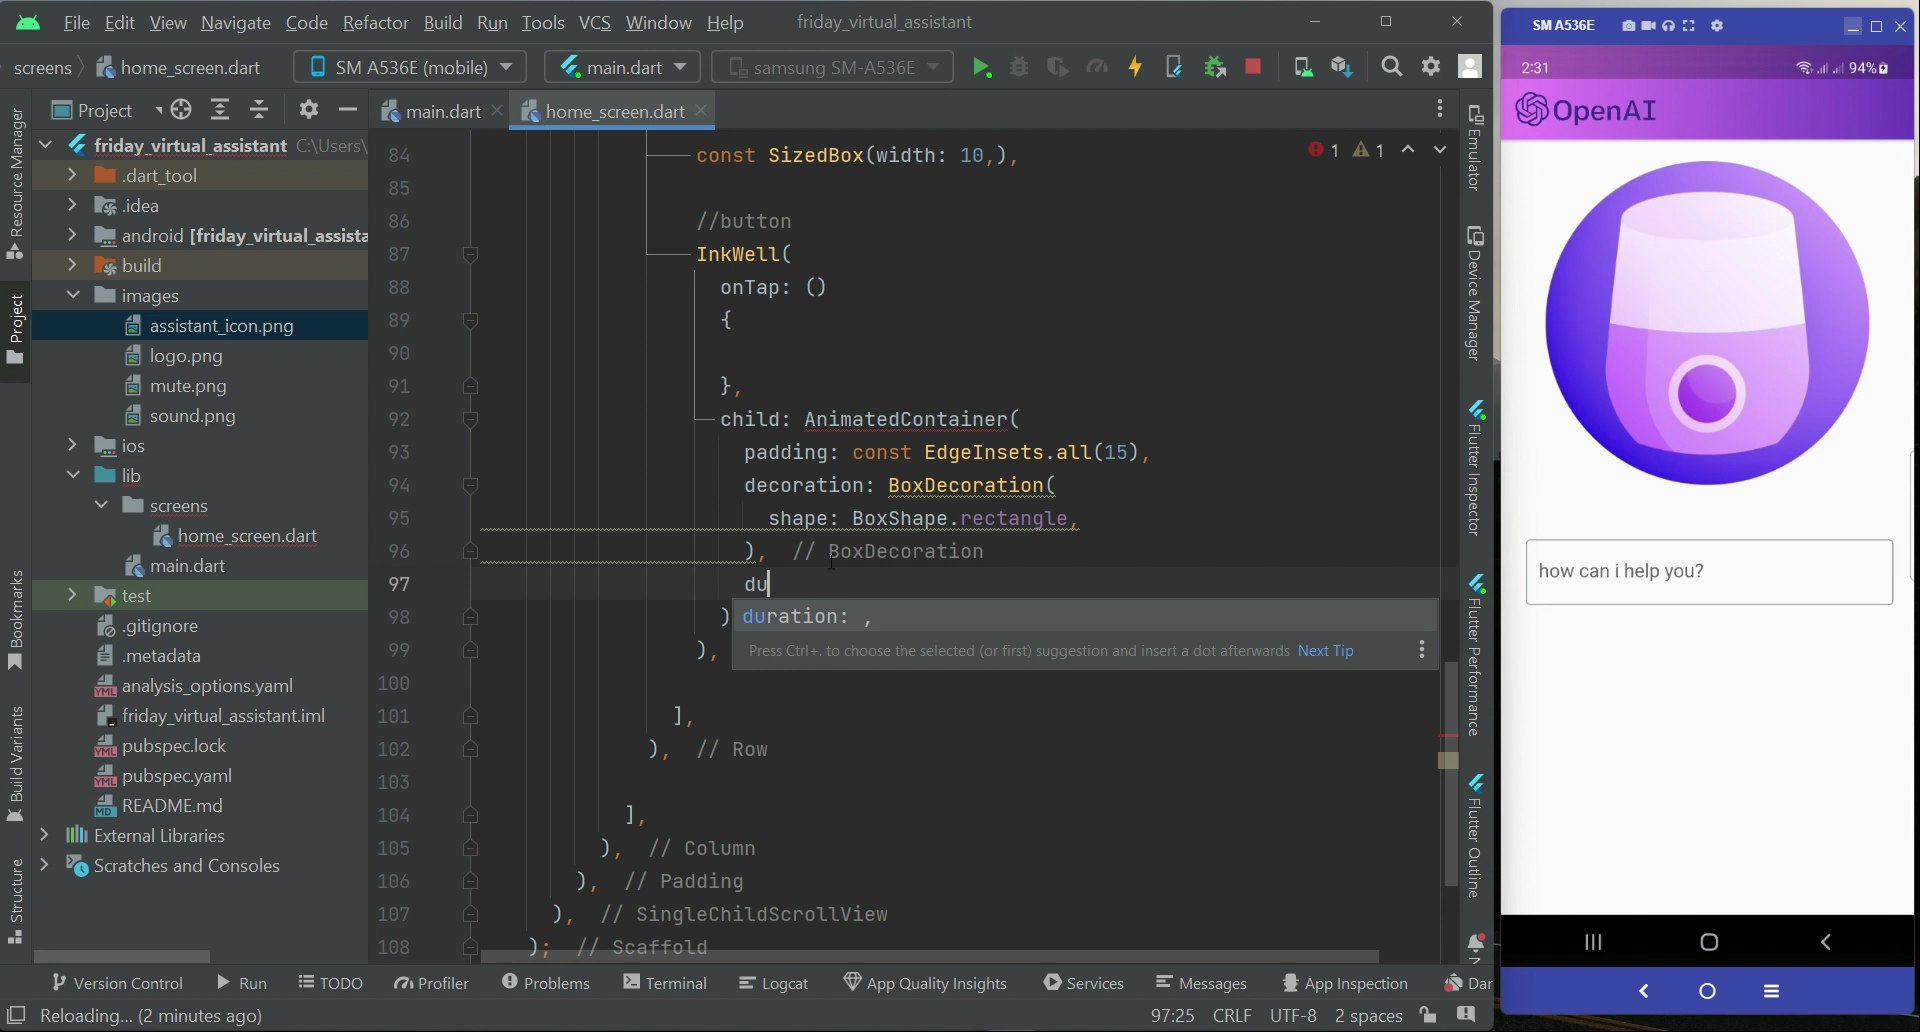 File Edit View Navigate Code Refactor Build Run Tools VCS Window Help friday_virtual_assistant
screens home_screen.dart SM A536E (mobile) main.dart samsung SM-A536E
Project main.dart home_screen.dart
Resource Manager
Project
Bookmarks
Build Variants
Structure
friday_virtual_assistant C:\Users\
.dart_tool
.idea
android [friday_virtual_assista
build
images
assistant_icon.png
logo.png
mute.png
sound.png
ios
lib
screens
home_screen.dart
main.dart
test
.gitignore
.metadata
analysis_options.yaml
friday_virtual_assistant.iml
pubspec.lock
pubspec.yaml
README.md
External Libraries
Scratches and Consoles
1 1
84 const SizedBox(width: 10,),
85
86 //button
87 InkWell(
88 onTap: ()
89 {
90
91 },
92 child: AnimatedContainer(
93 padding: const EdgeInsets.all(15),
94 decoration: BoxDecoration(
95 shape: BoxShape.rectangle,
96 ), // BoxDecoration
97 du
duration: ,
98 )
Press Ctrl+. to choose the selected (or first) suggestion and insert a dot afterwards Next Tip
99 ),
100
101 ],
102 ), // Row
103
104 ],
105 ), // Column
106 ), // Padding
107 ), // SingleChildScrollView
108 ); // Scaffold
Emulator
Device Manager
Flutter Inspector
Flutter Performance
Flutter Outline
Version Control Run TODO Profiler Problems Terminal Logcat App Quality Insights Services Messages App Inspection Dar
Reloading... (2 minutes ago) 97:25 CRLF UTF-8 2 spaces
SM A536E
2:31 94%
OpenAI
how can i help you?